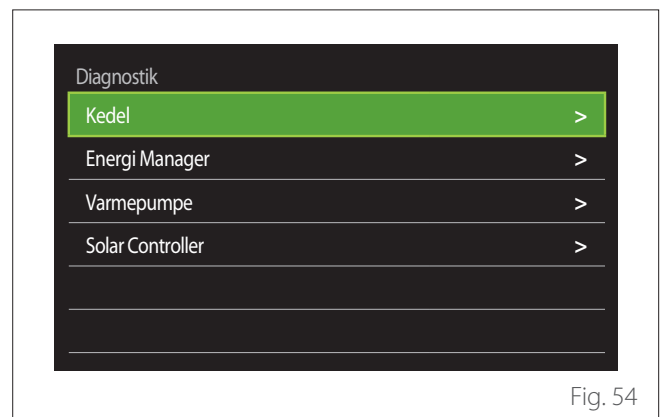 Diagnostik
Kedel >
Energi Manager >
Varmepumpe >
Solar Controller >
Fig. 54